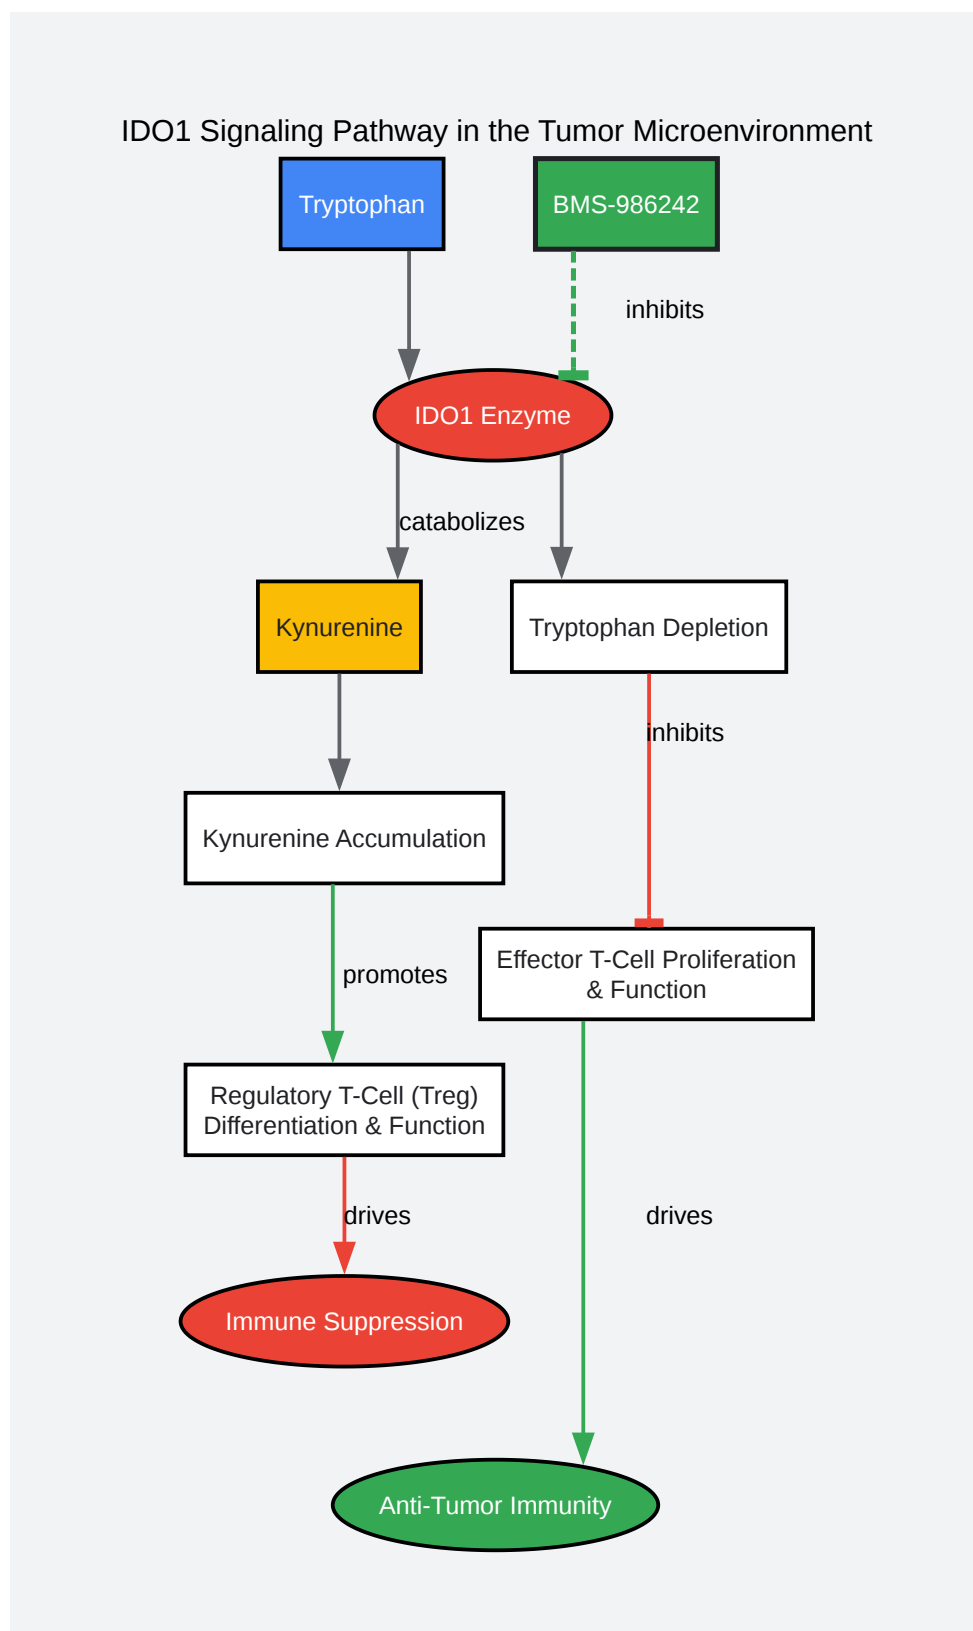 IDO1 Signaling Pathway in the Tumor Microenvironment
Tryptophan
BMS-986242
inhibits
IDO1 Enzyme
catabolizes
Kynurenine
Tryptophan Depletion
inhibits
Kynurenine Accumulation
Effector T-Cell Proliferation
& Function
promotes
Regulatory T-Cell (Treg)
Differentiation & Function
drives
drives
Immune Suppression
Anti-Tumor Immunity